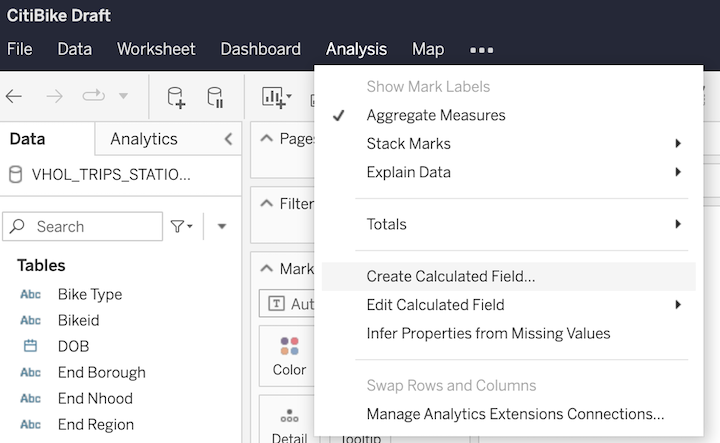 CitiBike Draft
File Data Worksheet Dashboard Analysis Map
Show Mark Labels
Aggregate Measures
Stack Marks
Explain Data
Totals
Create Calculated Field...
Edit Calculated Field
Infer Properties from Missing Values
Swap Rows and Columns
Manage Analytics Extensions Connections...
Data Analytics
VHOL_TRIPS_STATIO...
Search
Tables
Abc Bike Type
Abc Bikeid
DOB
Abc End Borough
Abc End Nhood
Abc End Region
Pages
Filter
Mark
T Aut
Color
Detail Tooltip